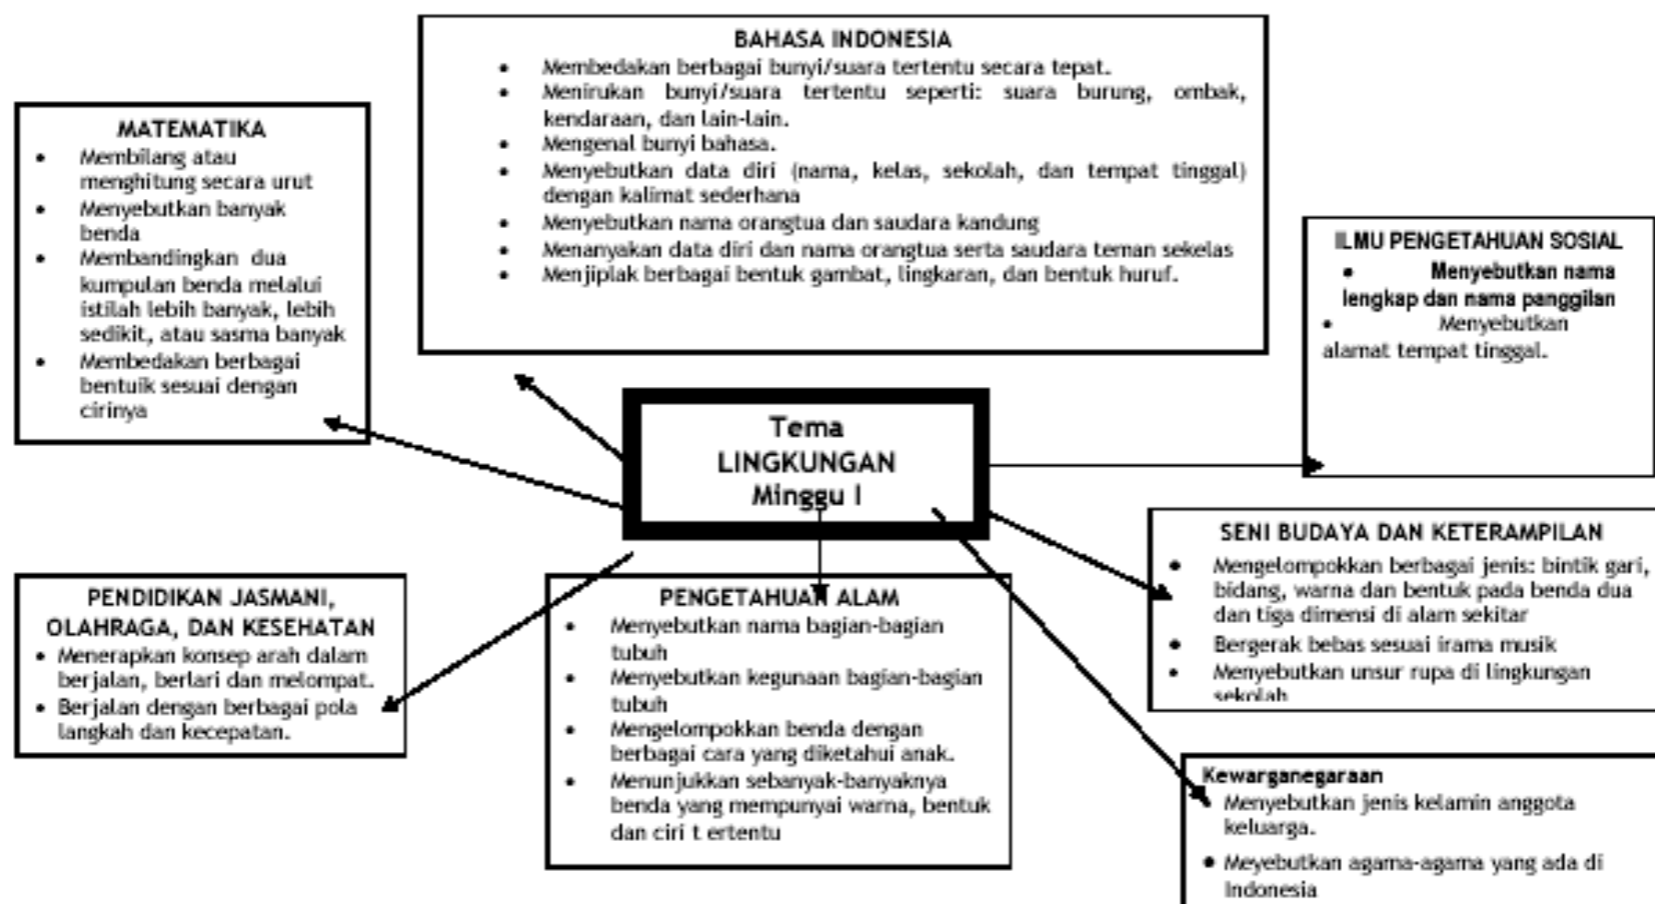 BAHASA INDONESIA
• Membedakan berbagai bunyi/suara tertentu secara tepat.
• Menirukan bunyi/suara tertentu seperti: suara burung, ombak,
kendaraan, dan lain-lain.
• Mengenal bunyi bahasa.
• Menyebutkan data diri (nama, kelas, sekolah, dan tempat tinggal)
dengan kalimat sederhana
• Menyebutkan nama orangtua dan saudara kandung
• Menanyakan data diri dan nama orangtua serta saudara teman sekelas
• Menjiplak berbagai bentuk gambat, lingkaran, dan bentuk huruf.
MATEMATIKA
• Membilang atau
menghitung secara urut
• Menyebutkan banyak
benda
• Membandingkan dua
kumpulan benda melalui
istilah lebih banyak, lebih
sedikit, atau sasma banyak
• Membedakan berbagai
bentuik sesuai dengan
cirinya
ILMU PENGETAHUAN SOSIAL
• Menyebutkan nama
lengkap dan nama panggilan
• Menyebutkan
alamat tempat tinggal.
Tema
LINGKUNGAN
Minggu I
SENI BUDAYA DAN KETERAMPILAN
• Mengelompokkan berbagai jenis: bintik gari,
bidang, warna dan bentuk pada benda dua
dan tiga dimensi di alam sekitar
• Bergerak bebas sesuai irama musik
• Menyebutkan unsur rupa di lingkungan
sekolah
PENDIDIKAN JASMANI,
OLAHRAGA, DAN KESEHATAN
• Menerapkan konsep arah dalam
berjalan, berlari dan melompat.
• Berjalan dengan berbagai pola
langkah dan kecepatan.
PENGETAHUAN ALAM
• Menyebutkan nama bagian-bagian
tubuh
• Menyebutkan kegunaan bagian-bagian
tubuh
• Mengelompokkan benda dengan
berbagai cara yang diketahui anak.
• Menunjukkan sebanyak-banyaknya
benda yang mempunyai warna, bentuk
dan ciri t ertentu
Kewarganegaraan
• Menyebutkan jenis kelamin anggota
keluarga.
• Meyebutkan agama-agama yang ada di
Indonesia